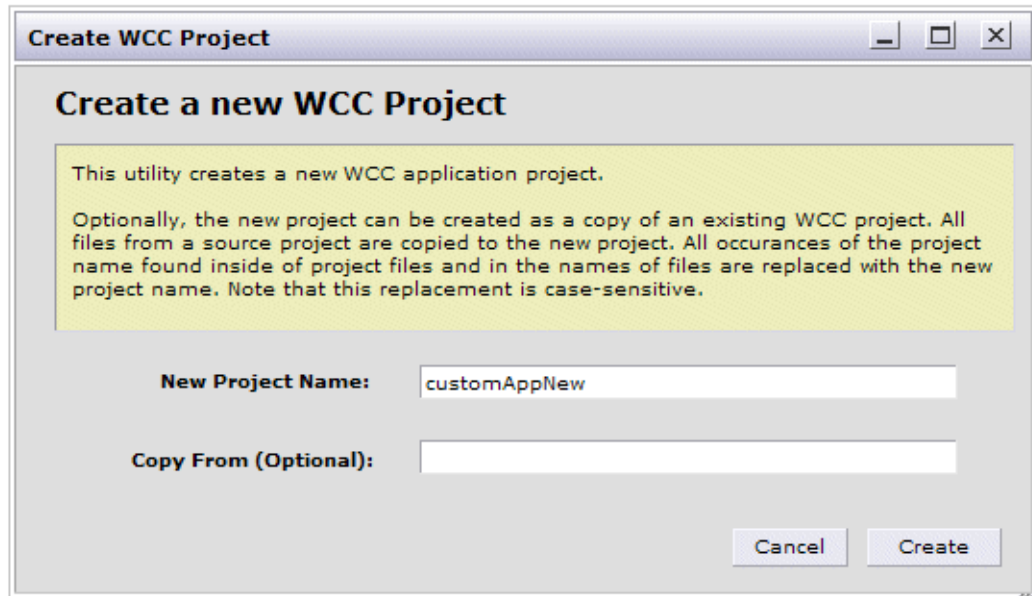 Create WCC Project
Create a new WCC Project
This utility creates a new WCC application project.
Optionally, the new project can be created as a copy of an existing WCC project. All
files from a source project are copied to the new project. All occurances of the project
name found inside of project files and in the names of files are replaced with the new
project name. Note that this replacement is case-sensitive.
New Project Name: customAppNew
Copy From (Optional):
Cancel Create